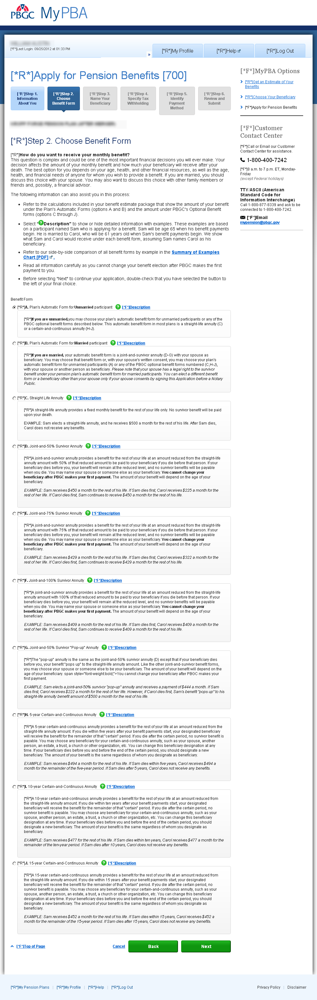 PBGC MyPBA
[*F*]Last Login: 09/25/2012 at 01:33 PM
»
[*R*]My Profile
[*R*]Help
[*R*]Log Out
[*R*]Apply for Pension Benefits [700]
[*R*]Step 1.
Information
About You
[*R*]Step 2.
Choose
Benefit Form
[*R*]Step 3.
Name Your
Beneficiary
[*R*]Step 4.
Specify Tax
Withholding
[*R*]Step 5.
Identify
Payment
Method
[*R*]Step 6.
Review and
Submit
[*R*]Step 2. Choose Benefit Form
[*R*]How do you want to receive your monthly benefit?
This question is complex and could be one of the most important financial decisions you will ever make. Your
decision affects the amount of your monthly benefit and how much your beneficiary will receive after your
death. The best option for you depends on your age, health, and other financial resources, as well as the age,
health, and financial needs of anyone for whom you wish to provide a benefit. If you are married, you should
discuss this choice with your spouse. You may also want to discuss this choice with other family members or
friends and, possibly, a financial advisor.
The following information can also assist you in this process:
• Refer to the calculations included in your benefit estimate package that show the amount of your benefit
under the Plan's Automatic Forms (options A and B) and the amount under PBGC's Optional Benefit
forms (options C through J).
• Select "?Description" to show or hide detailed information with examples. These examples are based
on a participant named Sam who is applying for a benefit. Sam will be age 65 when his benefit payments
begin. He is married to Carol, who will be 61 years old when Sam's benefit payments begin. We show
what Sam and Carol would receive under each benefit form, assuming Sam names Carol as his
beneficiary.
• Refer to our side-by-side comparison of all benefit forms by example in the Summary of Examples
Chart [PDF] .
• Read all information carefully as you cannot change your benefit election after PBGC makes the first
payment to you.
• Before selecting "Next" to continue your application, double-check that you have selected the button to
the left of your final choice.
Benefit Form
[*R*]A. Plan's Automatic Form for Unmarried participant ? [*F*]Description
[*R*]If you are unmarried,you may choose your plan's automatic benefit form for unmarried participants or any of the
PBGC optional benefit forms described below. This automatic benefit form in most plans is a straight-life annuity (C)
or a certain-and-continuous annuity (H-J).
[*R*]B. Plan's Automatic Form for Married participant ? [*F*]Description
[*R*]If you are married, your automatic benefit form is a joint-and-survivor annuity (D-G) with your spouse as
beneficiary. You may choose that benefit form or, with your spouse's written consent, you may choose your plan's
automatic benefit form for unmarried participants (A) or any of the PBGC optional benefit forms numbered (C,H-J),
with your spouse or another person as beneficiary. Please note that your spouse has a legal right to the survivor
benefit under your pension plan's automatic benefit form for married participants. You can elect a different benefit
form or a beneficiary other than your spouse only if your spouse consents by signing this Application before a Notary
Public.
[*R*]C. Straight Life Annuity ? [*F*]Description
[*R*]A straight-life annuity provides a fixed monthly benefit for the rest of your life only. No survivor benefit will be paid
upon your death.
EXAMPLE: Sam elects a straight-life annuity, and he receives $500 a month for the rest of his life. After Sam dies,
Carol does not receive any benefits.
[*R*]D. Joint-and-50% Survivor Annuity ? [*F*]Description
[*R*]A joint-and-survivor annuity provides a benefit for the rest of your life at an amount reduced from the straight-life
annuity amount with 50% of that reduced amount to be paid to your beneficiary if you die before that person. If your
beneficiary dies before you, your benefit will remain at the reduced level, and no survivor benefits will be payable
when you die. You may name your spouse or someone else as your beneficiary. You cannot change your
beneficiary after PBGC makes your first payment. The amount of your benefit will depend on the age of your
beneficiary.
EXAMPLE: Sam receives $450 a month for the rest of his life. If Sam dies first, Carol receives $225 a month for the
rest of her life. If Carol dies first, Sam continues to receive $450 a month for the rest of his life.
[*R*]E. Joint-and-75% Survivor Annuity ? [*F*]Description
[*R*]A joint-and-survivor annuity provides a benefit for the rest of your life at an amount reduced from the straight-life
annuity amount with 75% of that reduced amount to be paid to your beneficiary if you die before that person. If your
beneficiary dies before you, your benefit will remain at the reduced level, and no survivor benefits will be payable
when you die. You may name your spouse or someone else as your beneficiary. You cannot change your
beneficiary after PBGC makes your first payment. The amount of your benefit will depend on the age of your
beneficiary.
EXAMPLE: Sam receives $429 a month for the rest of his life. If Sam dies first, Carol receives $322 a month for the
rest of her life. If Carol dies first, Sam continues to receive $429 a month for the rest of his life.
[*R*]F. Joint-and-100% Survivor Annuity ? [*F*]Description
[*R*]A joint-and-survivor annuity provides a benefit for the rest of your life at an amount reduced from the straight-life
annuity amount with 100% of that reduced amount to be paid to your beneficiary if you die before that person. If your
beneficiary dies before you, your benefit will remain at the reduced level, and no survivor benefits will be payable
when you die. You may name your spouse or someone else as your beneficiary. You cannot change your
beneficiary after PBGC makes your first payment. The amount of your benefit will depend on the age of your
beneficiary.
EXAMPLE: Sam receives $409 a month for the rest of his life. If Sam dies first, Carol receives $409 a month for the
rest of her life. If Carol dies first, Sam continues to receive $409 a month for the rest of his life.
[*R*]G. Joint-and-50% Survivor "Pop-up" Annuity ? [*F*]Description
[*R*]The "pop-up" annuity is the same as the joint-and-50% survivor annuity (D) except that if your beneficiary dies
before you, your benefit "pops up" to the straight-life annuity amount. Like the other joint-and-survivor benefit forms,
you may choose your spouse or someone else to be your beneficiary. The amount of your benefit will depend on the
age of your beneficiary. span style="font-weight:bold;">You cannot change your beneficiary after PBGC makes your
first payment.
EXAMPLE: Sam elects a joint-and-50% survivor "pop-up" annuity and receives a payment of $444 a month. If Sam
dies first, Carol receives $222 a month for the rest of her life. However, if Carol dies first, Sam's benefit "pops up" to his
straight-life annuity benefit amount of $500 a month for the rest of his life.
[*R*]H. 5-year Certain-and-Continuous Annuity ? [*F*]Description
[*R*]A 5-year certain-and-continuous annuity provides a benefit for the rest of your life at an amount reduced from the
straight-life annuity amount. If you die within five years after your benefit payments start, your designated beneficiary
will receive the benefit for the remainder of that "certain" period. If you die after the certain period, no survivor benefit is
payable. You may choose any beneficiary for your certain-and-continuous annuity, such as your spouse, another
person, an estate, a trust, a church or other organization, etc. You can change this beneficiary designation at any
time. If your beneficiary dies before you and before the end of the certain period, you should designate a new
beneficiary. The amount of your benefit is the same regardless of whom you designate as beneficiary.
EXAMPLE: Sam receives $494 a month for the rest of his life. If Sam dies within five years, Carol receives $494 a
month for the remainder of the five-year period. If Sam dies after 5 years, Carol does not receive any benefits.
[*R*]I. 10-year Certain-and-Continuous Annuity ? [*F*]Description
[*R*]A 10-year certain-and-continuous annuity provides a benefit for the rest of your life at an amount reduced from
the straight-life annuity amount. If you die within ten years after your benefit payments start, your designated
beneficiary will receive the benefit for the remainder of that "certain" period. If you die after the certain period, no
survivor benefit is payable. You may choose any beneficiary for your certain-and-continuous annuity, such as your
spouse, another person, an estate, a trust, a church or other organization, etc. You can change this beneficiary
designation at any time. If your beneficiary dies before you and before the end of the certain period, you should
designate a new beneficiary. The amount of your benefit is the same regardless of whom you designate as
beneficiary.
EXAMPLE: Sam receives $477 for the rest of his life. If Sam dies within ten years, Carol receives $477 a month for the
remainder of the ten-year period. If Sam dies after 10 years, Carol does not receive any benefits.
[*R*]J. 15-year Certain-and-Continuous Annuity ? [*F*]Description
[*R*]A 15-year certain-and-continuous annuity provides a benefit for the rest of your life at an amount reduced from
the straight-life annuity amount. If you die within 15 years after your benefit payments start, your designated
beneficiary will receive the benefit for the remainder of that "certain" period. If you die after the certain period, no
survivor benefit is payable. You may choose any beneficiary for your certain-and-continuous annuity, such as your
spouse, another person, an estate, a trust, a church or other organization, etc. You can change this beneficiary
designation at any time. If your beneficiary dies before you and before the end of the certain period, you should
designate a new beneficiary. The amount of your benefit is the same regardless of whom you designate as
beneficiary.
EXAMPLE: Sam receives $452 a month for the rest of his life. If Sam dies within 15 years, Carol receives $452 a
month for the remainder of the 15-year period. If Sam dies after 15 years, Carol does not receive any benefits.
[*F*]Top of Page
Cancel
Back
Next
[*F*]MyPBA Options
[*R*]Get an Estimate of Your
Benefits
[*R*]Choose Your Beneficiary
[*F*]Apply for Pension Benefits
[*F*]Customer
Contact Center
[*F*]Call or Email our Customer
Contact Center for assistance.
1-800-400-7242
[*F*]8 a.m. to 7 p.m. ET, Monday-
Friday
(except Federal holidays)
TTY/ASCII (American
Standard Code for
Information Interchange)
Call 1-800-877-8339 and ask to be
connected to 1-800-400-7242.
[*F*]Email
mypension@pbgc.gov
[*R*]My Pension Plans | [*R*]My Profile | [*R*]Help | [*R*]Log Out
Privacy Policy | Disclaimer